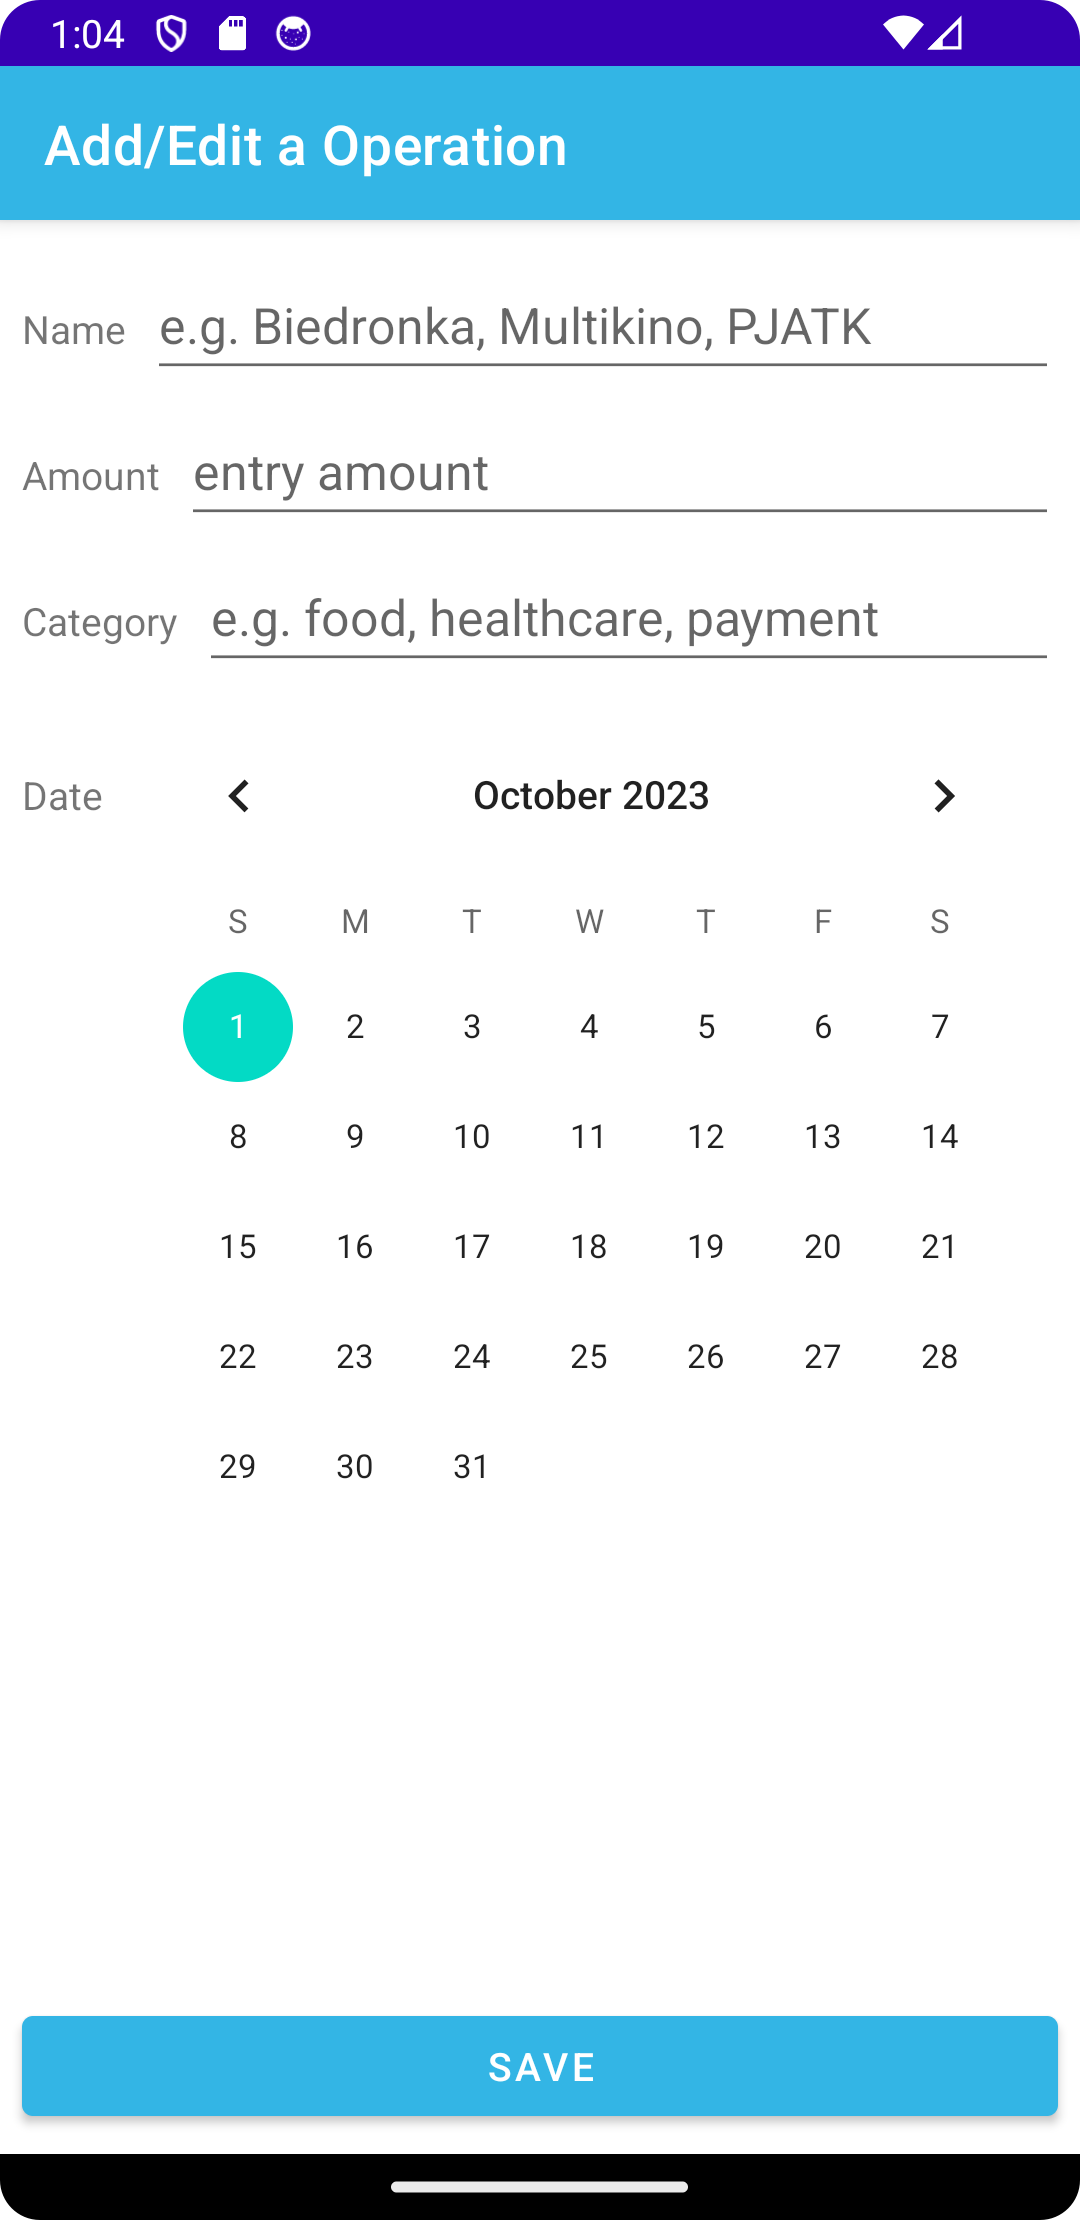 1:04
Add/Edit a Operation
Name e.g. Biedronka, Multikino, PJATK
Amount entry amount
Category e.g. food, healthcare, payment
Date October 2023
S M T W T F S
1 2 3 4 5 6 7
8 9 10 11 12 13 14
15 16 17 18 19 20 21
22 23 24 25 26 27 28
29 30 31
SAVE